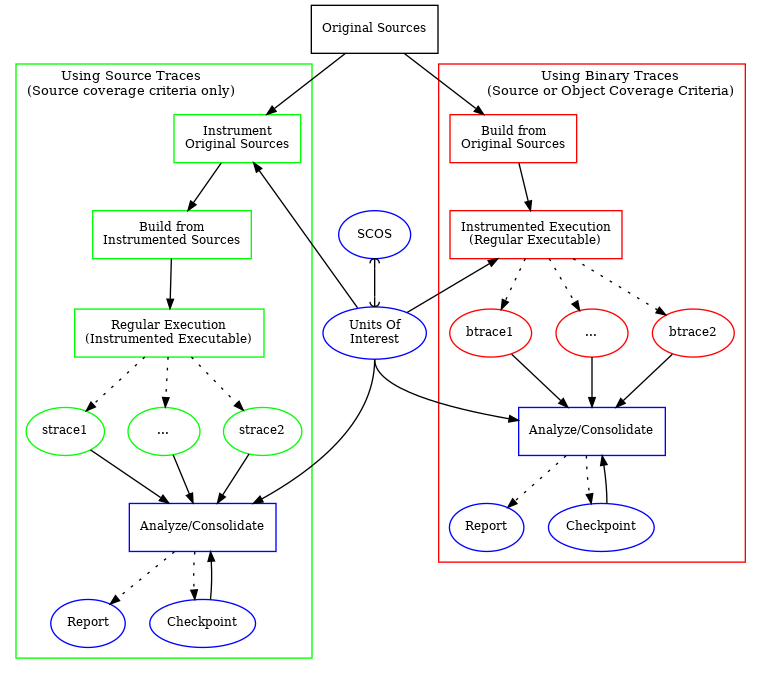 Original Sources
Using Source Traces
(Source coverage criteria only)
Using Binary Traces
(Source or Object Coverage Criteria)
Instrument
Original Sources
Build from
Original Sources
Build from
Instrumented Sources
SCOS
Instrumented Execution
(Regular Executable)
Regular Execution
(Instrumented Executable)
Units Of
Interest
btrace1
...
btrace2
strace1
...
strace2
Analyze/Consolidate
Analyze/Consolidate
Report
Checkpoint
Report
Checkpoint